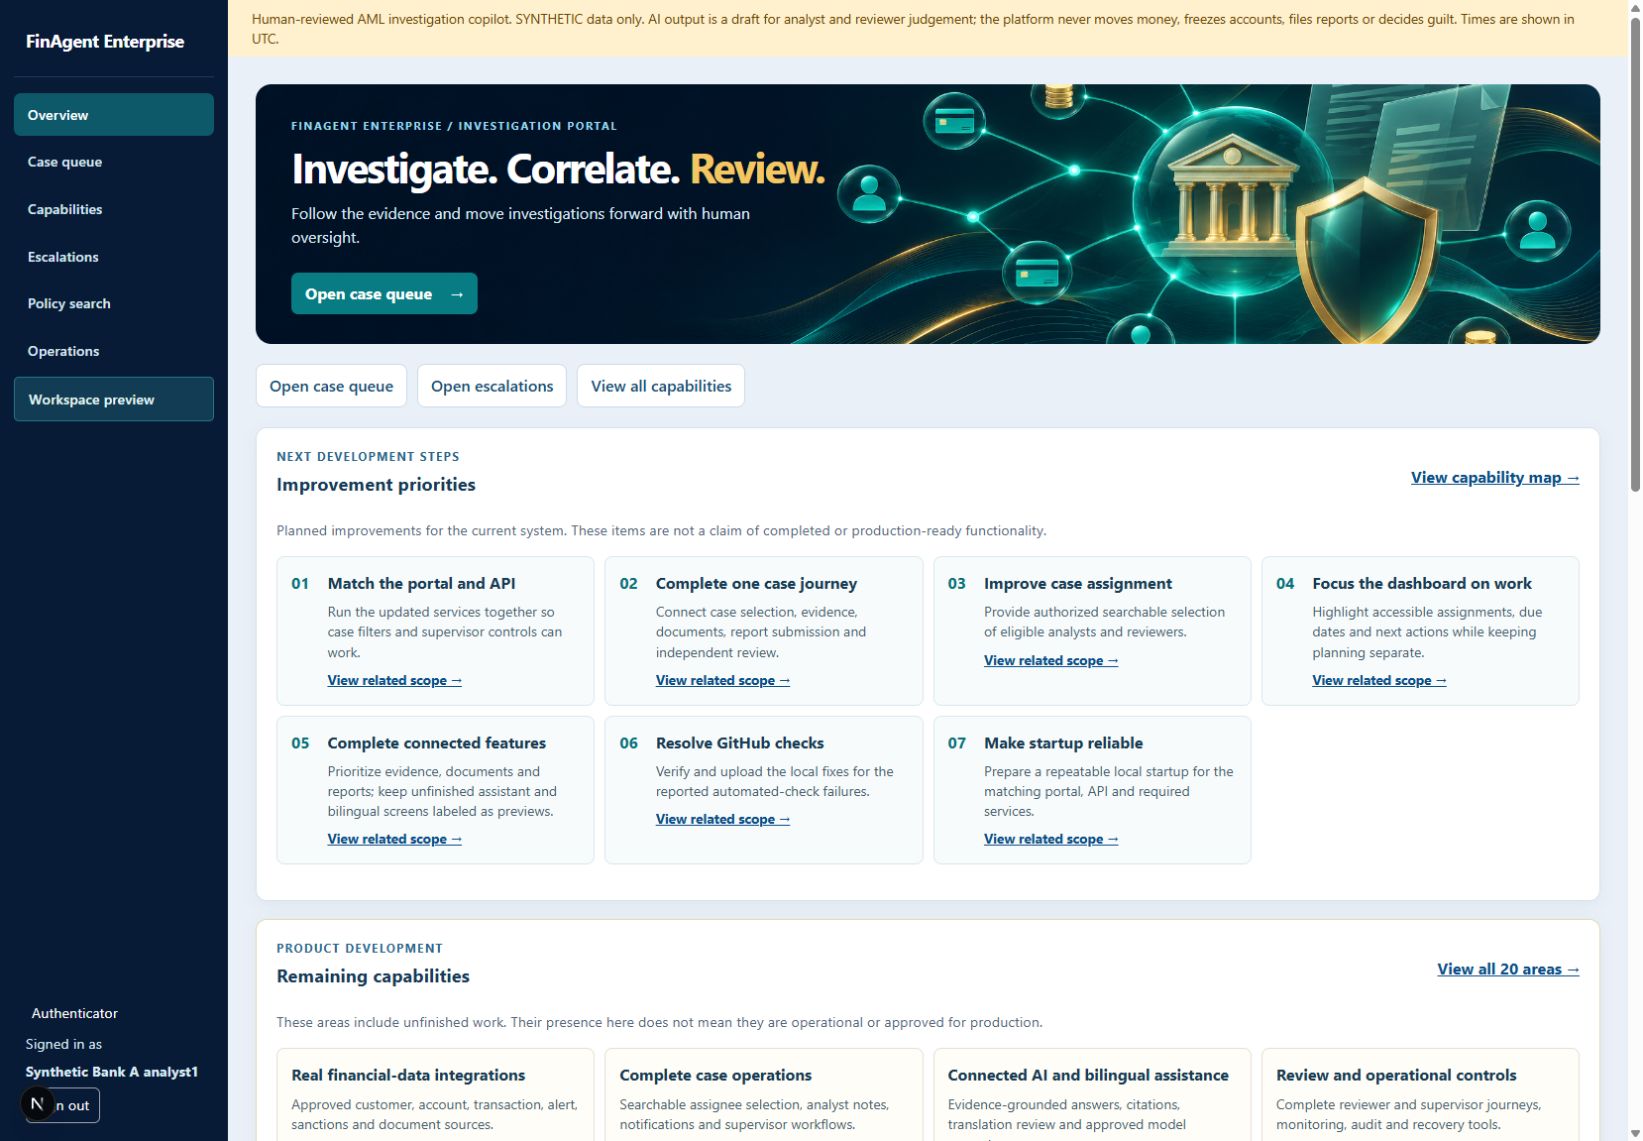 FinAgent Enterprise
Overview
Case queue
Capabilities
Escalations
Policy search
Operations
Workspace preview
Authenticator
Signed in as
Synthetic Bank A analyst1
N
n out
Human-reviewed AML investigation copilot. SYNTHETIC data only. AI output is a draft for analyst and reviewer judgement; the platform never moves money, freezes accounts, files reports or decides guilt. Times are shown in
UTC.
FINAGENT ENTERPRISE / INVESTIGATION PORTAL
Investigate. Correlate. Review.
Follow the evidence and move investigations forward with human
oversight.
Open case queue →
Open case queue
Open escalations
View all capabilities
NEXT DEVELOPMENT STEPS
Improvement priorities
View capability map →
Planned improvements for the current system. These items are not a claim of completed or production-ready functionality.
01 Match the portal and API
Run the updated services together so
case filters and supervisor controls can
work.
View related scope →
02 Complete one case journey
Connect case selection, evidence,
documents, report submission and
independent review.
View related scope →
03 Improve case assignment
Provide authorized searchable selection
of eligible analysts and reviewers.
View related scope →
04 Focus the dashboard on work
Highlight accessible assignments, due
dates and next actions while keeping
planning separate.
View related scope →
05 Complete connected features
Prioritize evidence, documents and
reports; keep unfinished assistant and
bilingual screens labeled as previews.
View related scope →
06 Resolve GitHub checks
Verify and upload the local fixes for the
reported automated-check failures.
View related scope →
07 Make startup reliable
Prepare a repeatable local startup for the
matching portal, API and required
services.
View related scope →
PRODUCT DEVELOPMENT
Remaining capabilities
View all 20 areas →
These areas include unfinished work. Their presence here does not mean they are operational or approved for production.
Real financial-data integrations
Approved customer, account, transaction, alert,
sanctions and document sources.
Complete case operations
Searchable assignee selection, analyst notes,
notifications and supervisor workflows.
Connected AI and bilingual assistance
Evidence-grounded answers, citations,
translation review and approved model
Review and operational controls
Complete reviewer and supervisor journeys,
monitoring, audit and recovery tools.